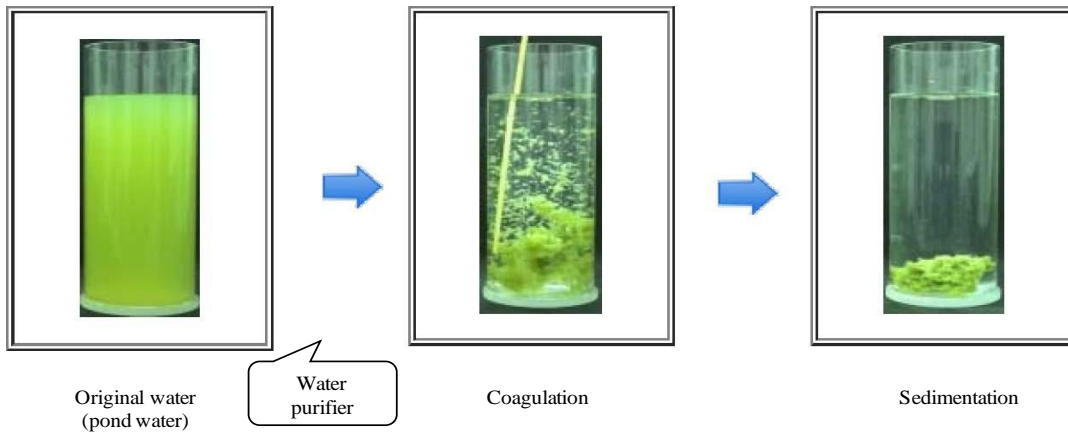 Original water
(pond water)
Water
purifier
Coagulation
Sedimentation